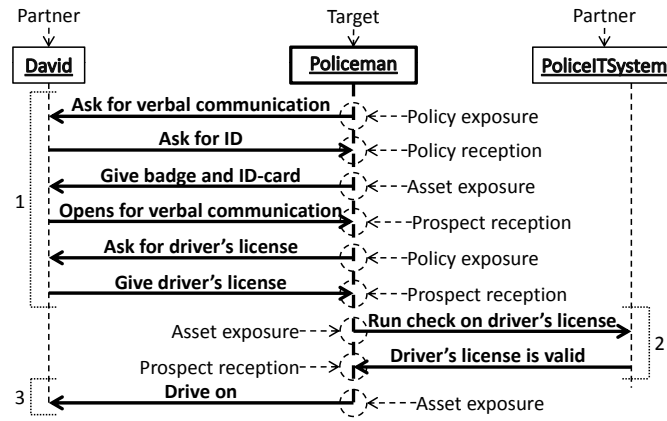 Partner
Target
Partner
David
Policeman
PoliceITSystem
Ask for verbal communication
Policy exposure
Ask for ID
Policy reception
Give badge and ID-card
Asset exposure
1
Opens for verbal communication
Prospect reception
Ask for driver's license
Policy exposure
Give driver's license
Prospect reception
Asset exposure
Run check on driver's license
2
Prospect reception
Driver's license is valid
3
Drive on
Asset exposure